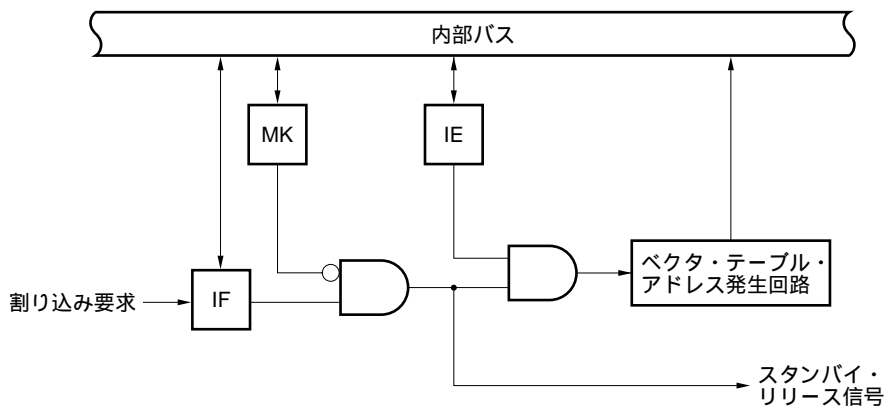 内部バス
MK
IE
ベクタ・テーブル・
アドレス発生回路
割り込み要求
IF
スタンバイ・
リリース信号